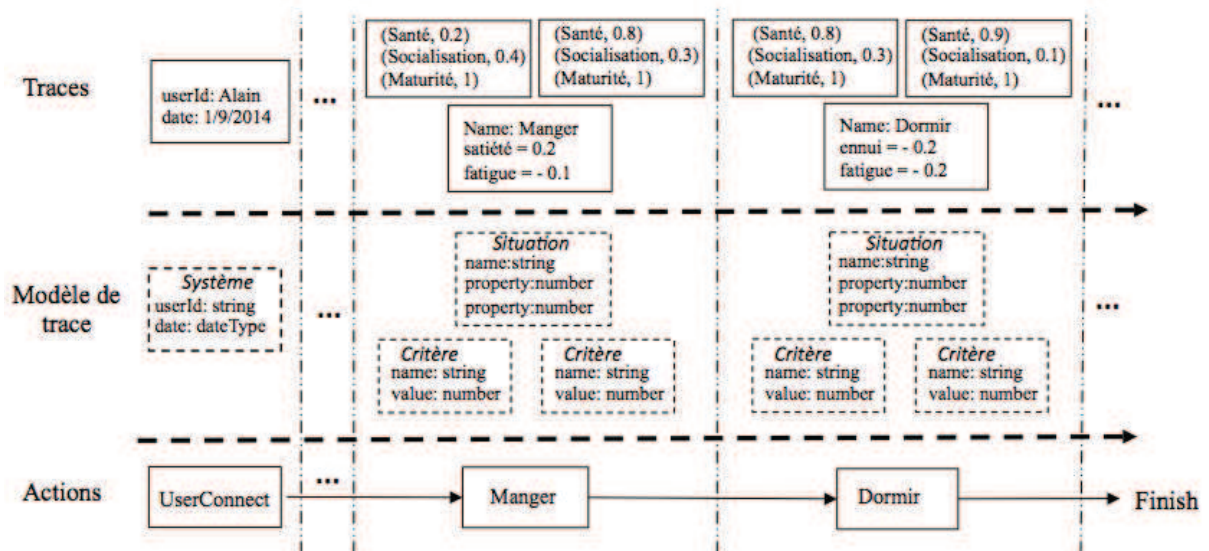 Traces
userId: Alain
date: 1/9/2014
...
(Santé, 0.2)
(Socialisation, 0.4)
(Maturité, 1)
(Santé, 0.8)
(Socialisation, 0.3)
(Maturité, 1)
Name: Manger
satiété = 0.2
fatigue = - 0.1
(Santé, 0.8)
(Socialisation, 0.3)
(Maturité, 1)
(Santé, 0.9)
(Socialisation, 0.1)
(Maturité, 1)
Name: Dormir
ennui = - 0.2
fatigue = - 0.2
...
Modèle de
trace
Système
userId: string
date: dateType
...
Situation
name:string
property:number
property:number
Critère
name: string
value: number
Critère
name: string
value: number
Situation
name:string
property:number
property:number
Critère
name: string
value: number
Critère
name: string
value: number
...
Actions
UserConnect
...
Manger
Dormir
Finish